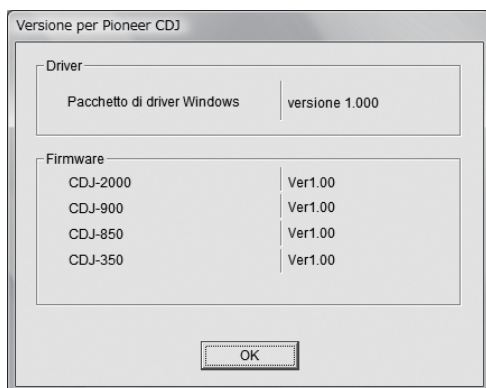 Versione per Pioneer CDJ
Driver
Pacchetto di driver Windows versione 1.000
Firmware
CDJ-2000 Ver1.00
CDJ-900 Ver1.00
CDJ-850 Ver1.00
CDJ-350 Ver1.00
OK